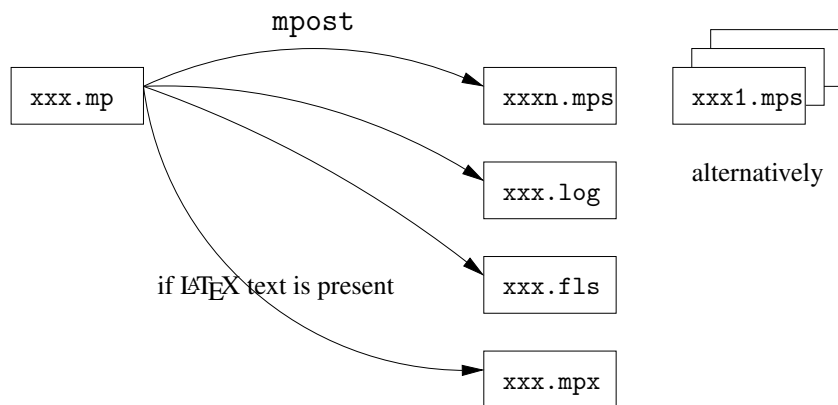 mpost
xxx.mp
xxxn.mps
xxx1.mps
alternatively
xxx.log
if LATEX text is present
xxx.fls
xxx.mpx